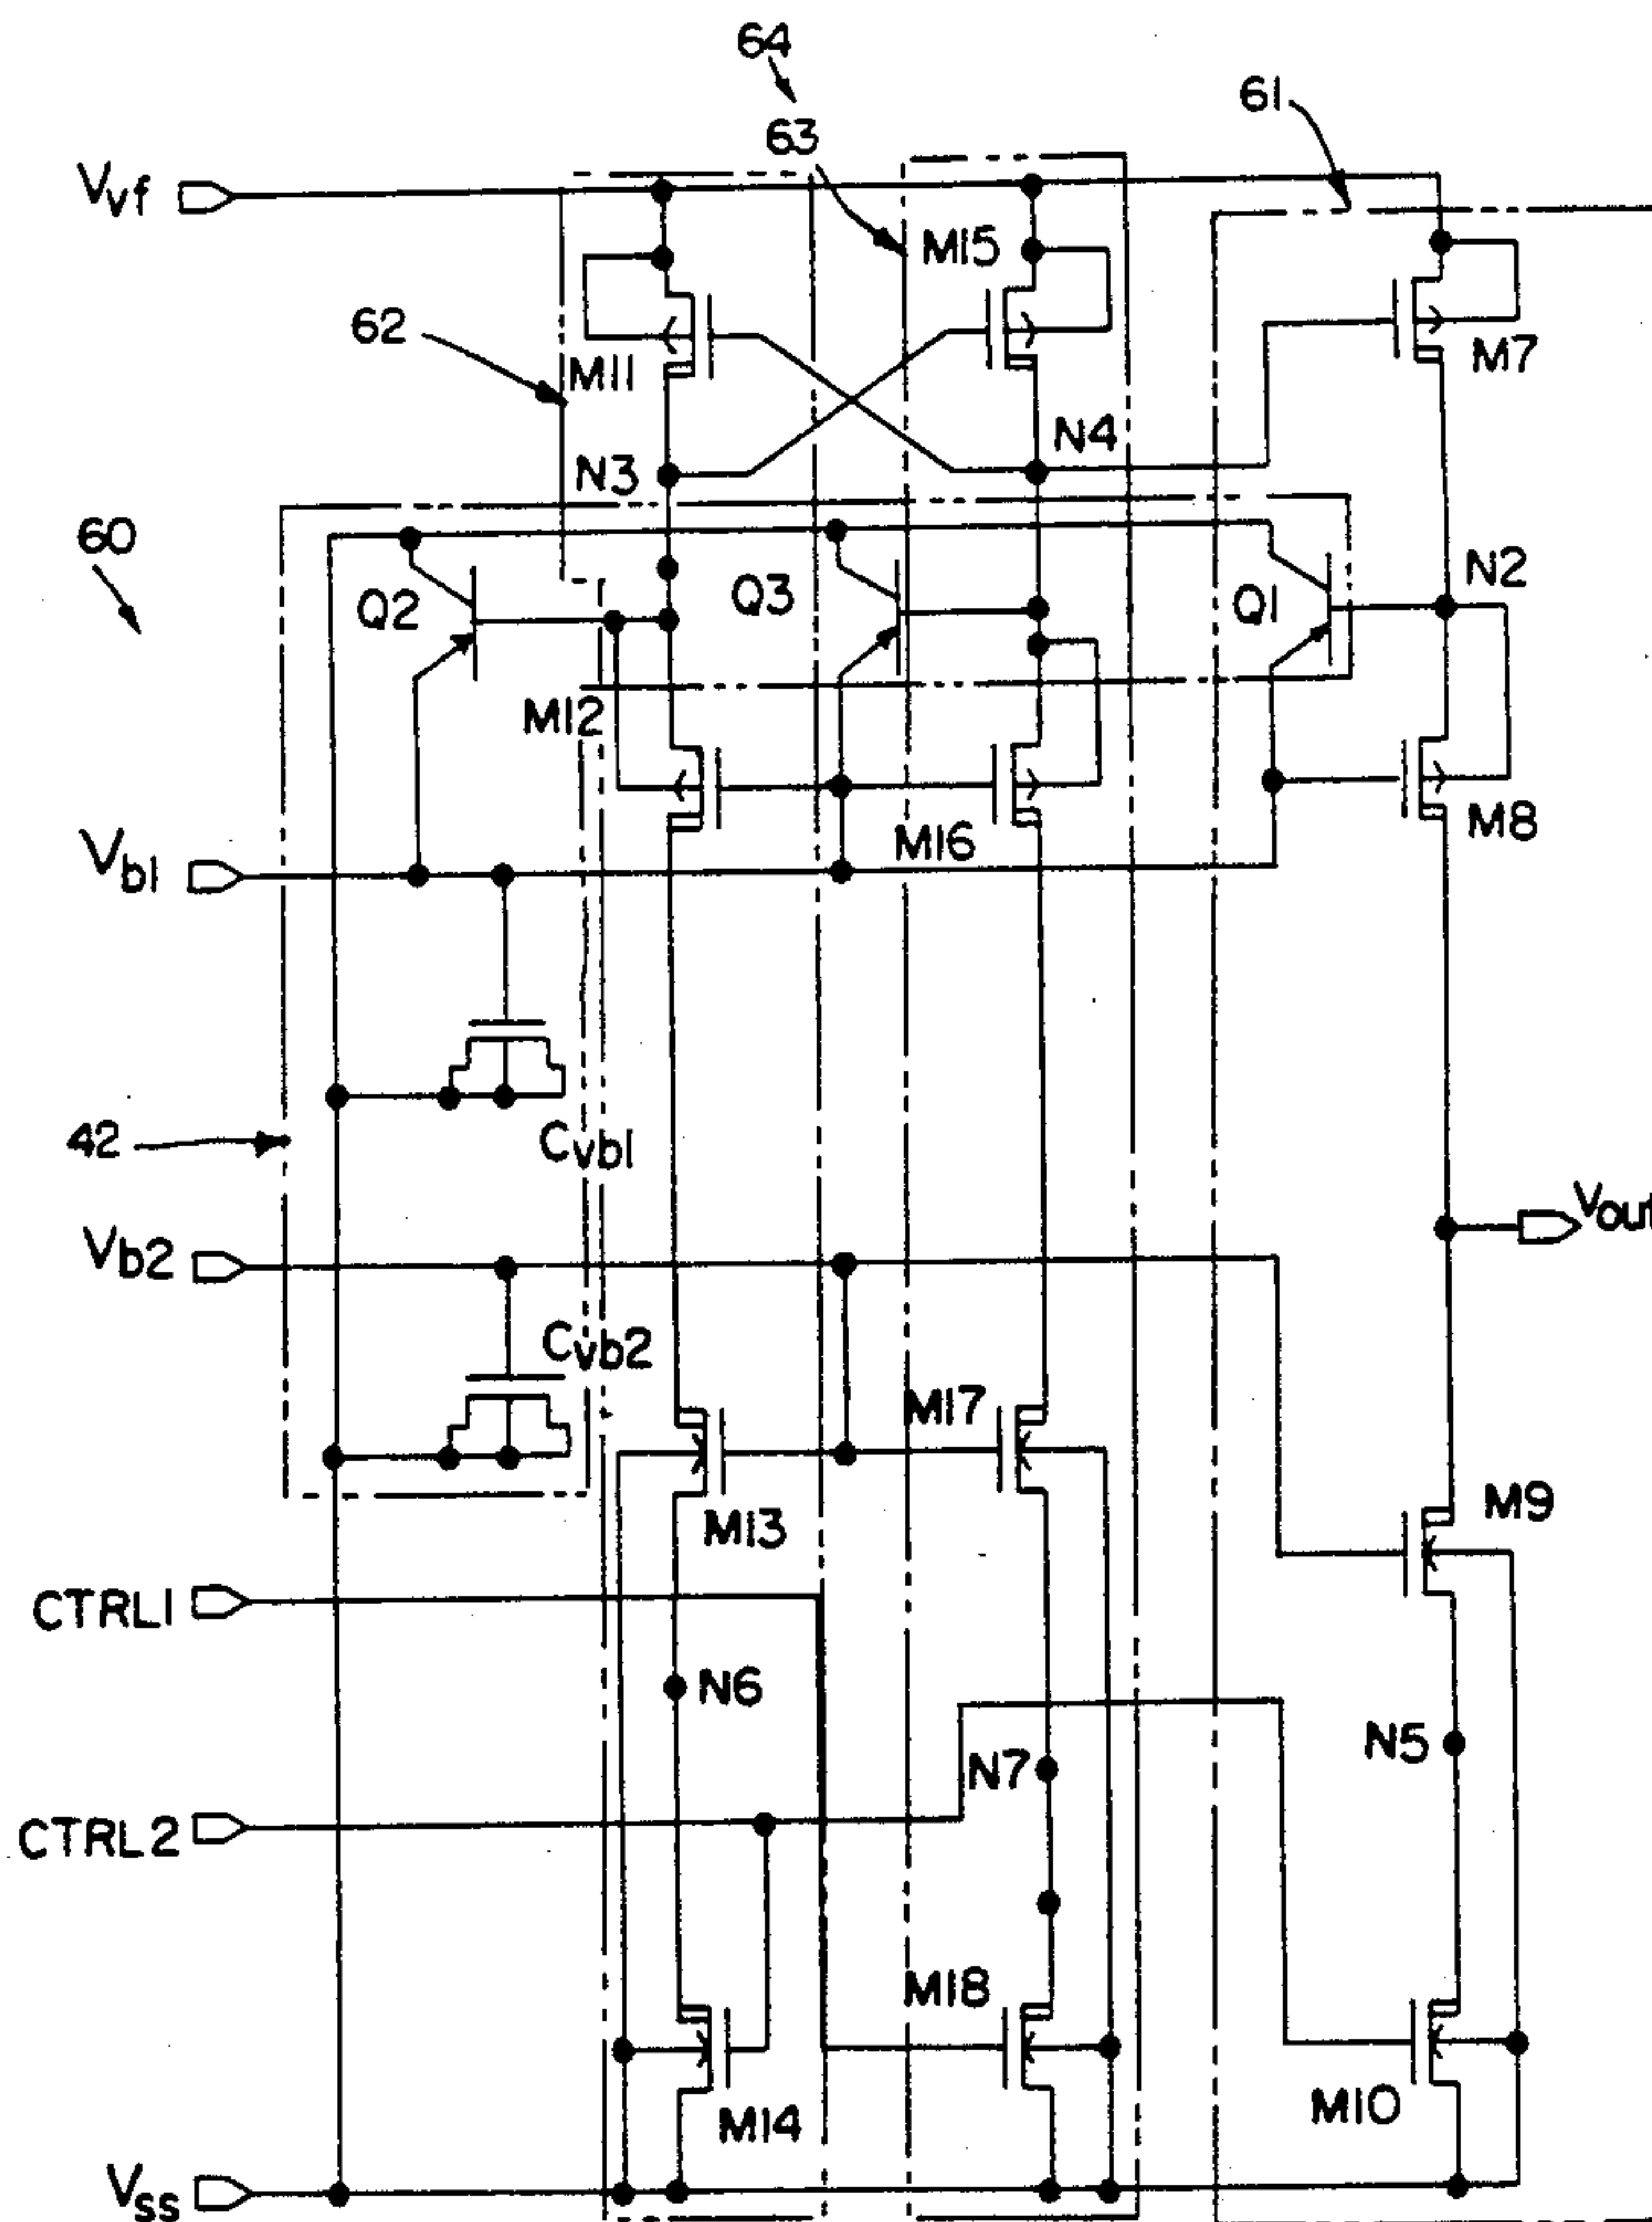 64
63
61
Vvf
M15
62
M11
M7
N3
N4
60
Q2
Q3
Q1
N2
M12
Vb1
M16
M8
42
Cvb1
Vb2
Vout
Cvb2
M17
M13
M9
CTRL1
N6
N5
N7
CTRL2
M18
M14
M10
Vss